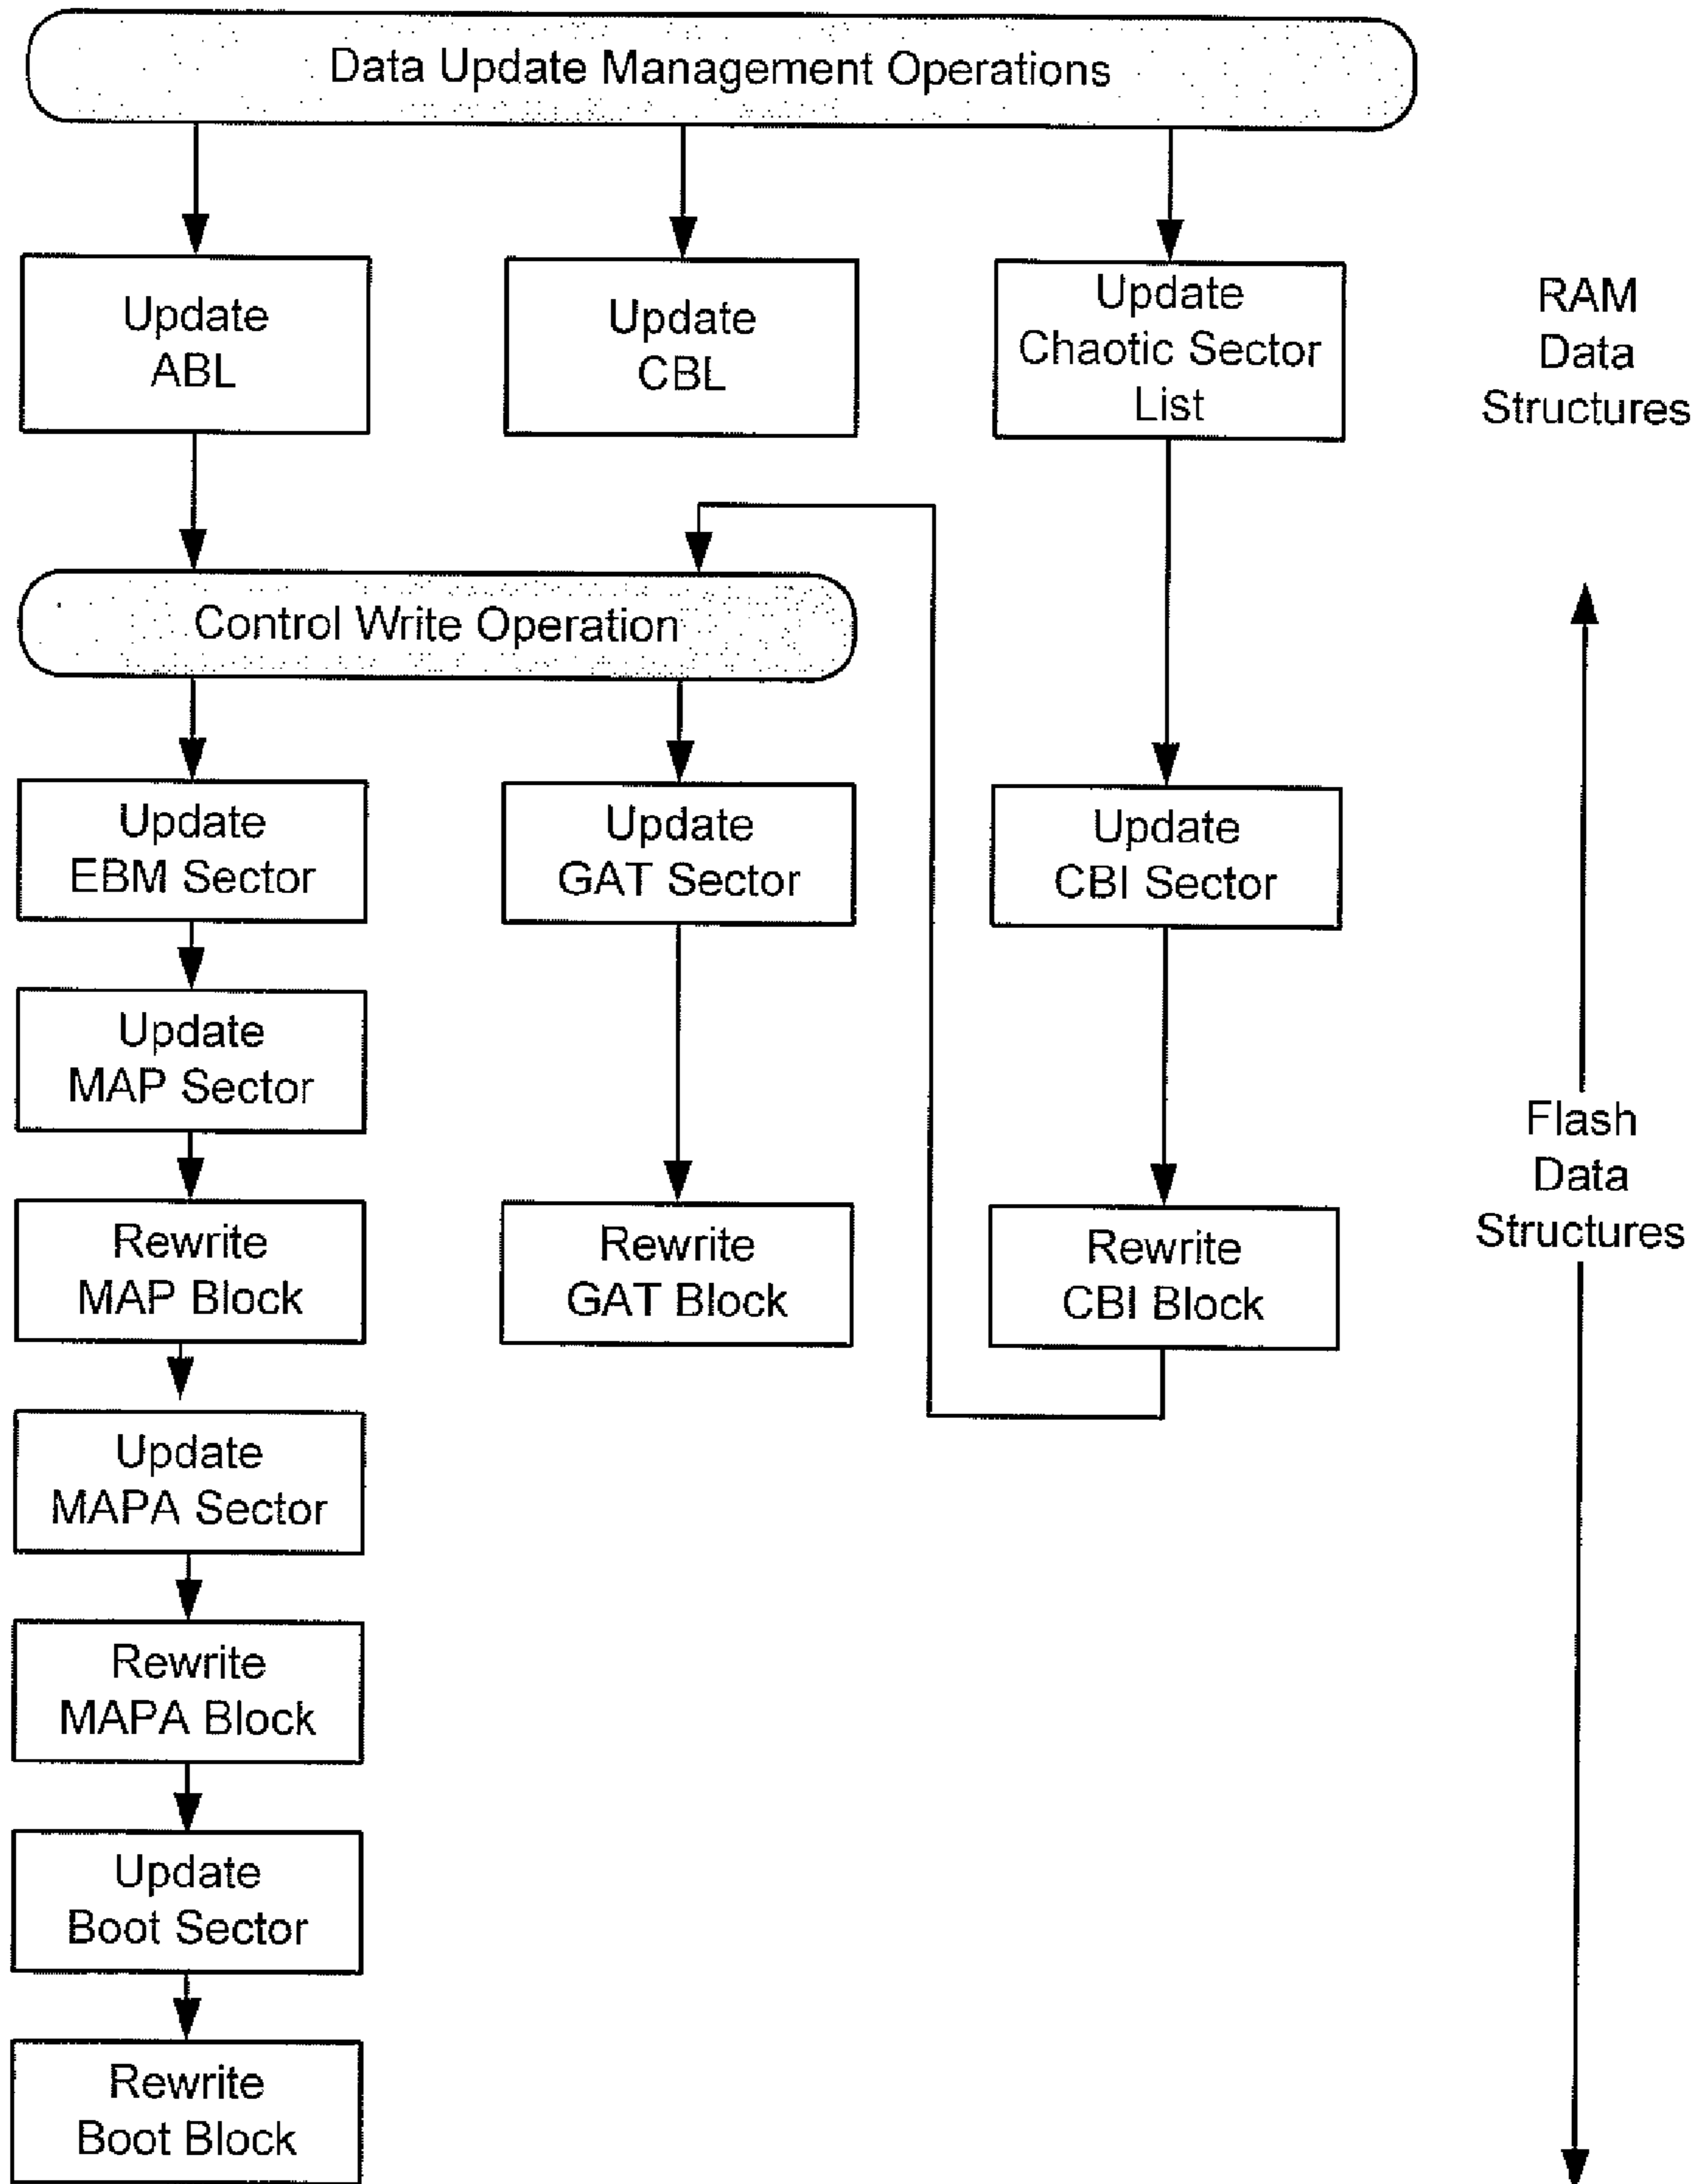 Data Update Management Operations
Update
ABL
Update
CBL
Update
Chaotic Sector
List
RAM
Data
Structures
Control Write Operation
Update
EBM Sector
Update
GAT Sector
Update
CBI Sector
Update
MAP Sector
Flash
Data
Structures
Rewrite
MAP Block
Rewrite
GAT Block
Rewrite
CBI Block
Update
MAPA Sector
Rewrite
MAPA Block
Update
Boot Sector
Rewrite
Boot Block